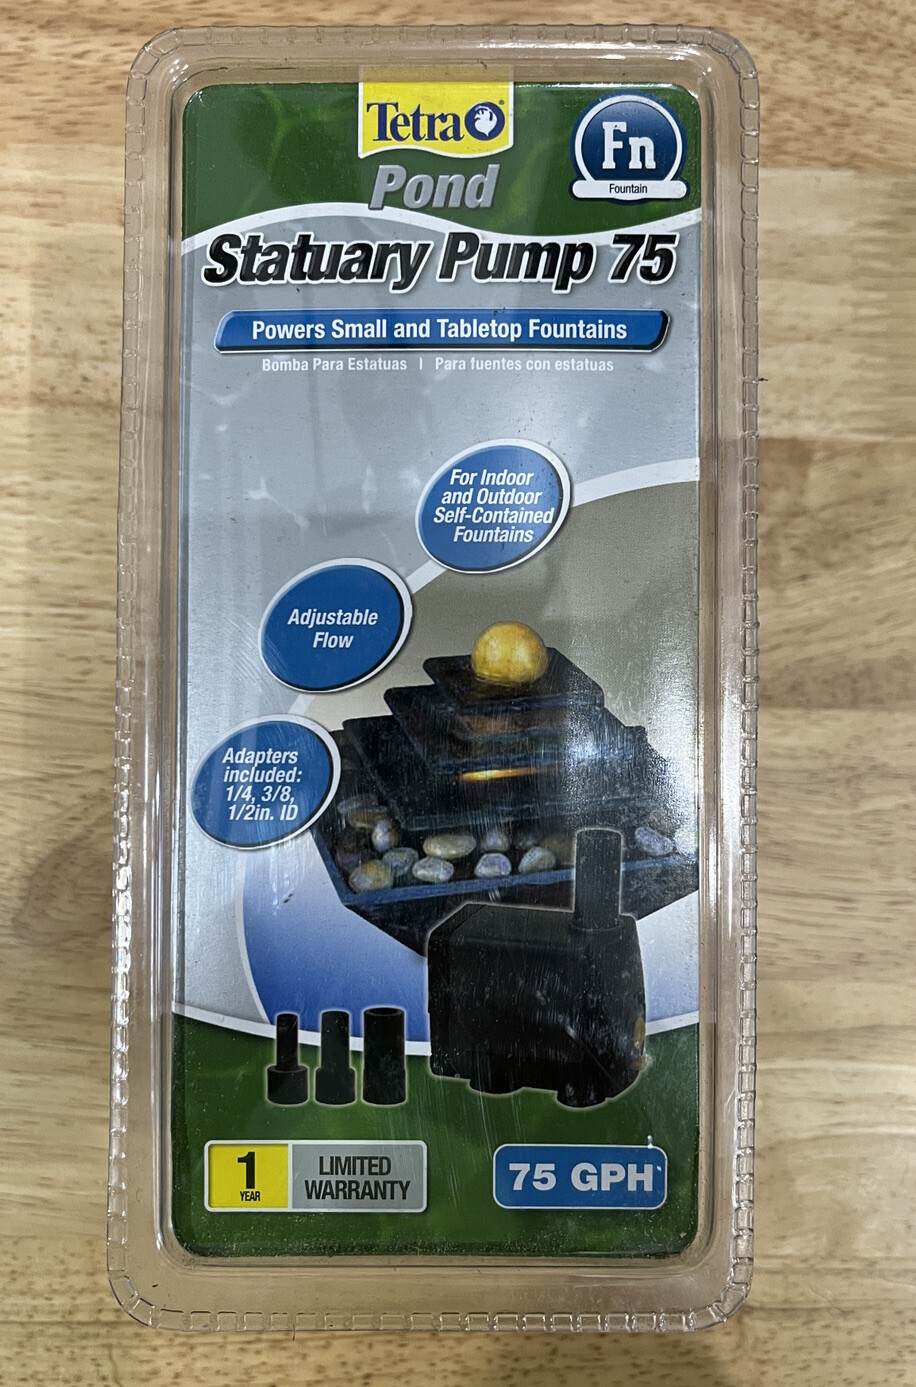 Tetra
Pond
Fn
Fountain
Statuary Pump 75
Powers Small and Tabletop Fountains
Bomba Para Estatuas | Para fuentes con estatuas
For Indoor
and Outdoor
Self-Contained
Fountains
Adjustable
Flow
Adapters
included:
1/4, 3/8,
1/2in. ID
1
YEAR
LIMITED
WARRANTY
75 GPH